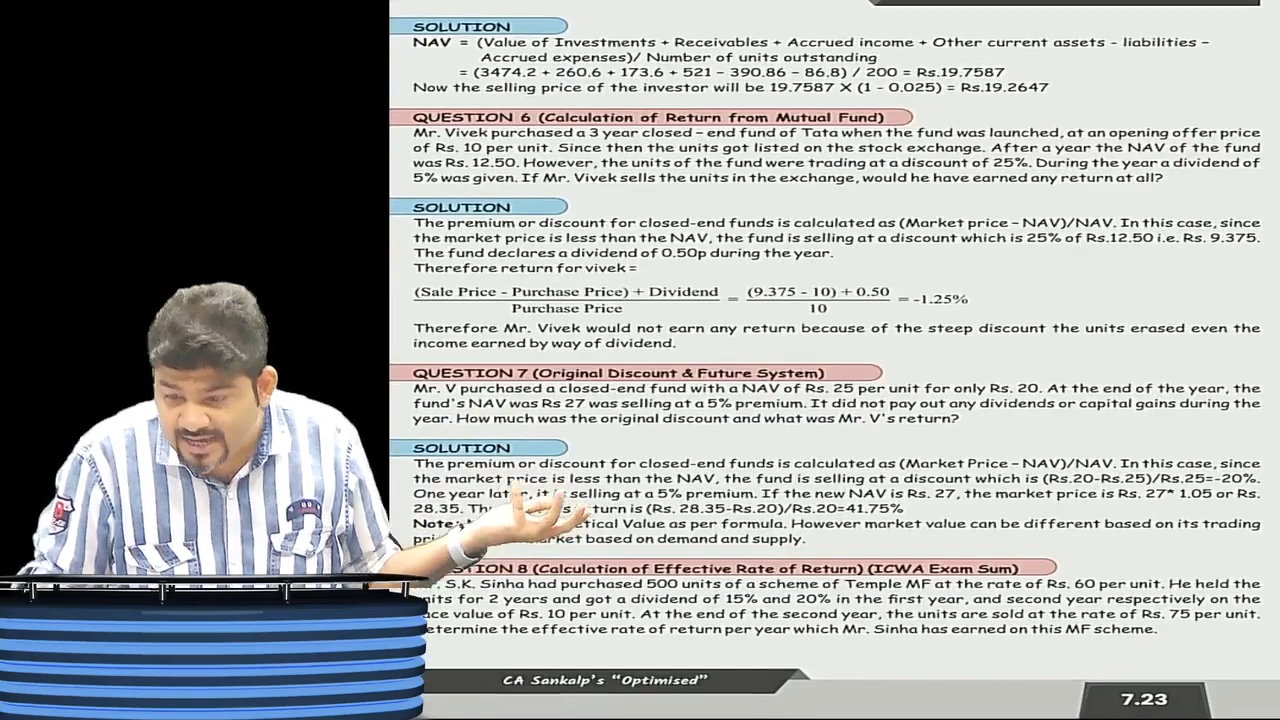 SOLUTION
NAV = (Value of Investments + Receivables + Accrued income + Other current assets - liabilities -
Accrued expenses)/ Number of units outstanding
= (3474.2 + 260.6 + 173.6 + 521 - 390.86 - 86.8) / 200 = Rs.19.7587
Now the selling price of the investor will be 19.7587 X (1 - 0.025) = Rs.19.2647
QUESTION 6 (Calculation of Return from Mutual Fund)
Mr. Vivek purchased a 3 year closed - end fund of Tata when the fund was launched, at an opening offer price
of Rs. 10 per unit. Since then the units got listed on the stock exchange. After a year the NAV of the fund
was Rs. 12.50. However, the units of the fund were trading at a discount of 25%. During the year a dividend of
5% was given. If Mr. Vivek sells the units in the exchange, would he have earned any return at all?
SOLUTION
The premium or discount for closed-end funds is calculated as (Market price - NAV)/NAV. In this case, since
the market price is less than the NAV, the fund is selling at a discount which is 25% of Rs.12.50 i.e. Rs. 9.375.
The fund declares a dividend of 0.50p during the year.
Therefore return for vivek =
(Sale Price - Purchase Price) + Dividend / Purchase Price = (9.375 - 10) + 0.50 / 10 = -1.25%
Therefore Mr. Vivek would not earn any return because of the steep discount the units erased even the
income earned by way of dividend.
QUESTION 7 (Original Discount & Future System)
Mr. V purchased a closed-end fund with a NAV of Rs. 25 per unit for only Rs. 20. At the end of the year, the
fund's NAV was Rs 27 was selling at a 5% premium. It did not pay out any dividends or capital gains during the
year. How much was the original discount and what was Mr. V's return?
SOLUTION
The premium or discount for closed-end funds is calculated as (Market Price - NAV)/NAV. In this case, since
the market price is less than the NAV, the fund is selling at a discount which is (Rs.20-Rs.25)/Rs.25=-20%.
One year later, it is selling at a 5% premium. If the new NAV is Rs. 27, the market price is Rs. 27* 1.05 or Rs.
28.35. return is (Rs. 28.35-Rs.20)/Rs.20=41.75%
Note Value as per formula. However market value can be different based on its trading
based on demand and supply.
QUESTION 8 (Calculation of Effective Rate of Return) (ICWA Exam Sum)
S.K. Sinha had purchased 500 units of a scheme of Temple MF at the rate of Rs. 60 per unit. He held the
units for 2 years and got a dividend of 15% and 20% in the first year, and second year respectively on the
face value of Rs. 10 per unit. At the end of the second year, the units are sold at the rate of Rs. 75 per unit.
Determine the effective rate of return per year which Mr. Sinha has earned on this MF scheme.
CA Sankalp's "Optimised"
7.23